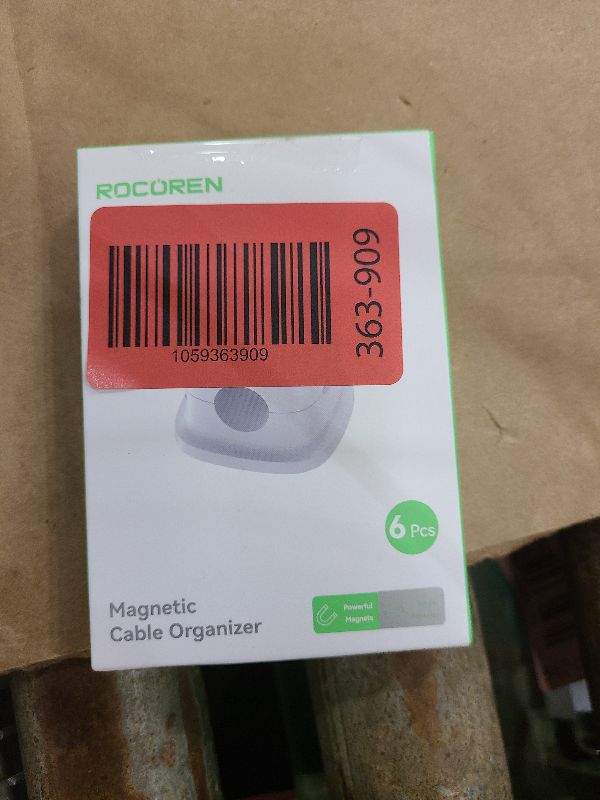 ROCOREN
363-909
1059363909
6 Pcs
Magnetic
Cable Organizer
Powerful
Magnets